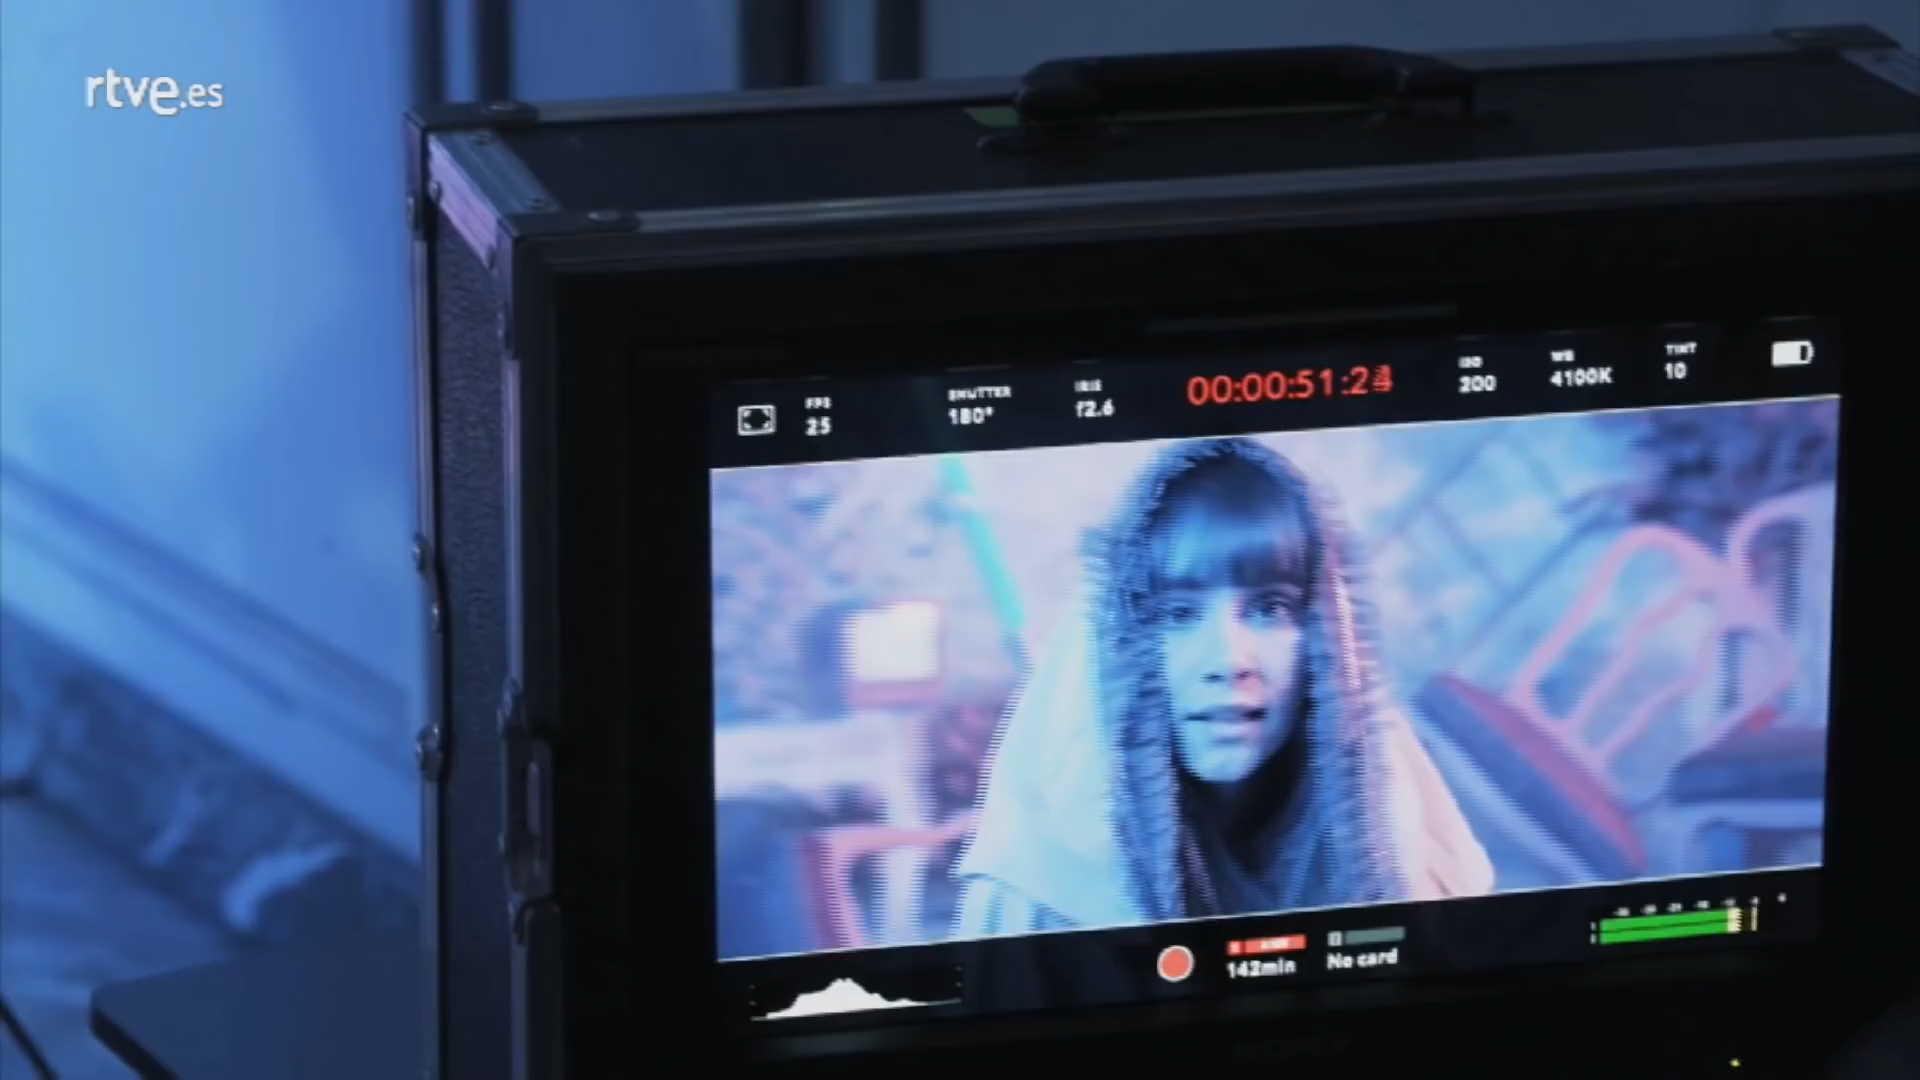 rtve.es
FPS
25
SHUTTER
180°
IRIS
f2.6
00:00:51:24
ISO
200
WB
4100K
TINT
10
142min
No card